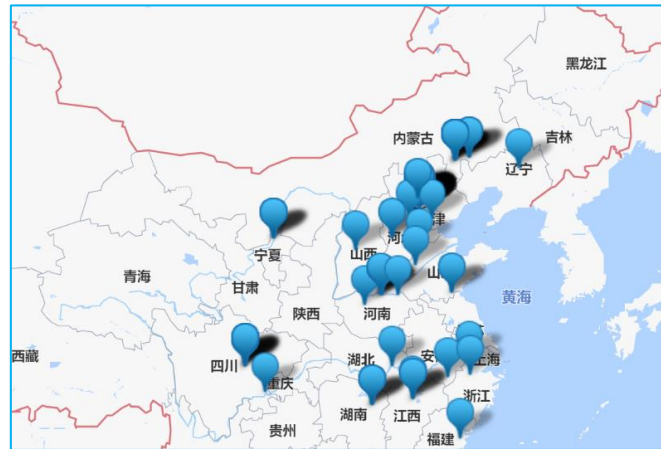 黑龙江
内蒙古
吉林
辽宁
津
河
宁夏
山西
山
青海
甘肃
黄海
陕西
河南
西藏
四川
湖北
安
上海
重庆
浙江
湖南
江西
贵州
福建